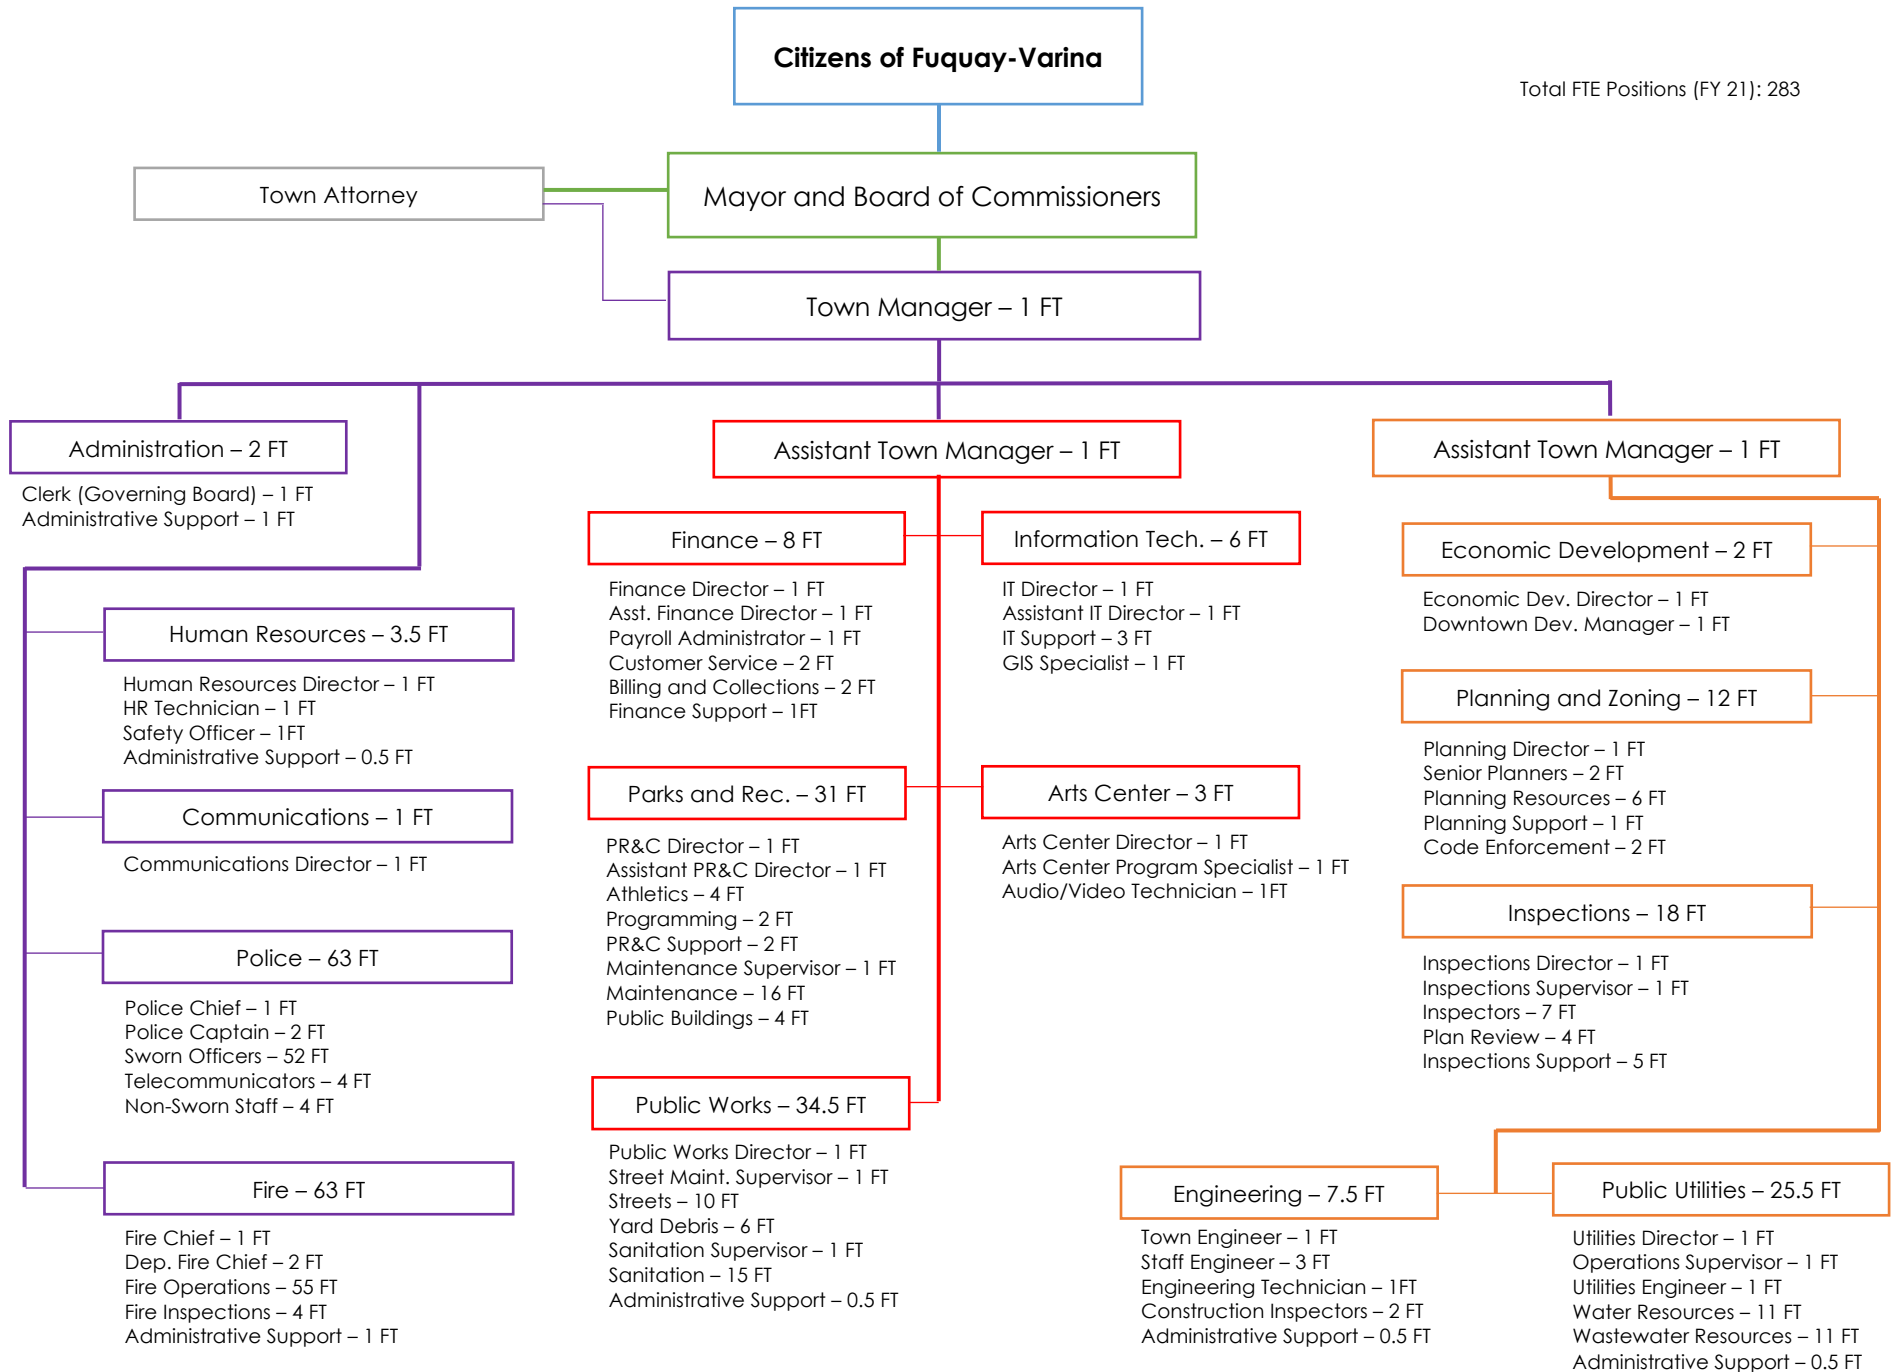 Citizens of Fuquay-Varina
Total FTE Positions (FY 21): 283
Town Attorney
Mayor and Board of Commissioners
Town Manager – 1 FT
Administration – 2 FT
Clerk (Governing Board) – 1 FT
Administrative Support – 1 FT
Human Resources – 3.5 FT
Human Resources Director – 1 FT
HR Technician – 1 FT
Safety Officer – 1FT
Administrative Support – 0.5 FT
Communications – 1 FT
Communications Director – 1 FT
Police – 63 FT
Police Chief – 1 FT
Police Captain – 2 FT
Sworn Officers – 52 FT
Telecommunicators – 4 FT
Non-Sworn Staff – 4 FT
Fire – 63 FT
Fire Chief – 1 FT
Dep. Fire Chief – 2 FT
Fire Operations – 55 FT
Fire Inspections – 4 FT
Administrative Support – 1 FT
Assistant Town Manager – 1 FT
Finance – 8 FT
Finance Director – 1 FT
Asst. Finance Director – 1 FT
Payroll Administrator – 1 FT
Customer Service – 2 FT
Billing and Collections – 2 FT
Finance Support – 1FT
Information Tech. – 6 FT
IT Director – 1 FT
Assistant IT Director – 1 FT
IT Support – 3 FT
GIS Specialist – 1 FT
Parks and Rec. – 31 FT
PR&C Director – 1 FT
Assistant PR&C Director – 1 FT
Athletics – 4 FT
Programming – 2 FT
PR&C Support – 2 FT
Maintenance Supervisor – 1 FT
Maintenance – 16 FT
Public Buildings – 4 FT
Arts Center – 3 FT
Arts Center Director – 1 FT
Arts Center Program Specialist – 1 FT
Audio/Video Technician – 1FT
Public Works – 34.5 FT
Public Works Director – 1 FT
Street Maint. Supervisor – 1 FT
Streets – 10 FT
Yard Debris – 6 FT
Sanitation Supervisor – 1 FT
Sanitation – 15 FT
Administrative Support – 0.5 FT
Assistant Town Manager – 1 FT
Economic Development – 2 FT
Economic Dev. Director – 1 FT
Downtown Dev. Manager – 1 FT
Planning and Zoning – 12 FT
Planning Director – 1 FT
Senior Planners – 2 FT
Planning Resources – 6 FT
Planning Support – 1 FT
Code Enforcement – 2 FT
Inspections – 18 FT
Inspections Director – 1 FT
Inspections Supervisor – 1 FT
Inspectors – 7 FT
Plan Review – 4 FT
Inspections Support – 5 FT
Engineering – 7.5 FT
Town Engineer – 1 FT
Staff Engineer – 3 FT
Engineering Technician – 1FT
Construction Inspectors – 2 FT
Administrative Support – 0.5 FT
Public Utilities – 25.5 FT
Utilities Director – 1 FT
Operations Supervisor – 1 FT
Utilities Engineer – 1 FT
Water Resources – 11 FT
Wastewater Resources – 11 FT
Administrative Support – 0.5 FT